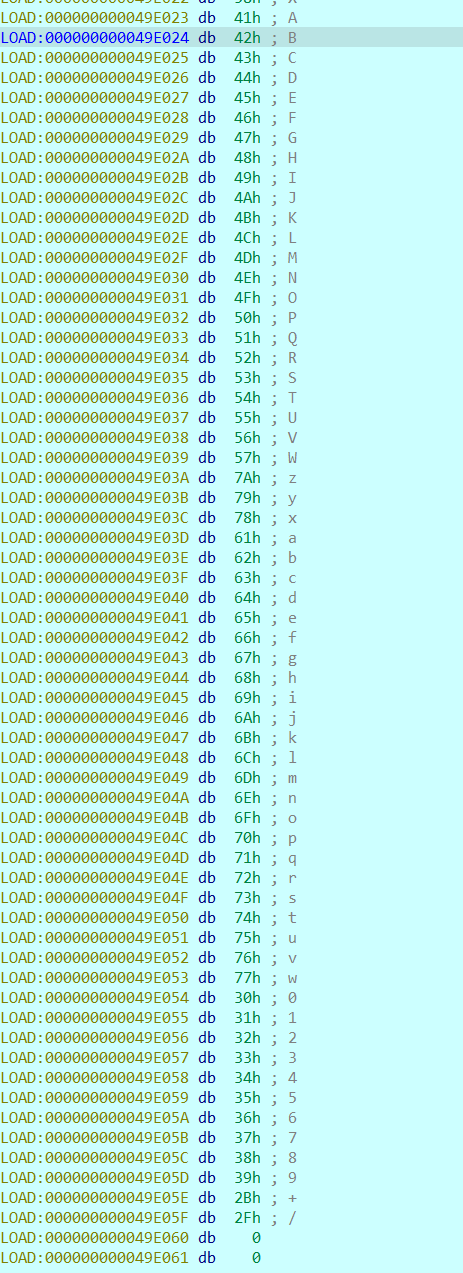 LOAD:000000000049E022 db 58h ; X
LOAD:000000000049E023 db 41h ; A
LOAD:000000000049E024 db 42h ; B
LOAD:000000000049E025 db 43h ; C
LOAD:000000000049E026 db 44h ; D
LOAD:000000000049E027 db 45h ; E
LOAD:000000000049E028 db 46h ; F
LOAD:000000000049E029 db 47h ; G
LOAD:000000000049E02A db 48h ; H
LOAD:000000000049E02B db 49h ; I
LOAD:000000000049E02C db 4Ah ; J
LOAD:000000000049E02D db 4Bh ; K
LOAD:000000000049E02E db 4Ch ; L
LOAD:000000000049E02F db 4Dh ; M
LOAD:000000000049E030 db 4Eh ; N
LOAD:000000000049E031 db 4Fh ; O
LOAD:000000000049E032 db 50h ; P
LOAD:000000000049E033 db 51h ; Q
LOAD:000000000049E034 db 52h ; R
LOAD:000000000049E035 db 53h ; S
LOAD:000000000049E036 db 54h ; T
LOAD:000000000049E037 db 55h ; U
LOAD:000000000049E038 db 56h ; V
LOAD:000000000049E039 db 57h ; W
LOAD:000000000049E03A db 7Ah ; z
LOAD:000000000049E03B db 79h ; y
LOAD:000000000049E03C db 78h ; x
LOAD:000000000049E03D db 61h ; a
LOAD:000000000049E03E db 62h ; b
LOAD:000000000049E03F db 63h ; c
LOAD:000000000049E040 db 64h ; d
LOAD:000000000049E041 db 65h ; e
LOAD:000000000049E042 db 66h ; f
LOAD:000000000049E043 db 67h ; g
LOAD:000000000049E044 db 68h ; h
LOAD:000000000049E045 db 69h ; i
LOAD:000000000049E046 db 6Ah ; j
LOAD:000000000049E047 db 6Bh ; k
LOAD:000000000049E048 db 6Ch ; l
LOAD:000000000049E049 db 6Dh ; m
LOAD:000000000049E04A db 6Eh ; n
LOAD:000000000049E04B db 6Fh ; o
LOAD:000000000049E04C db 70h ; p
LOAD:000000000049E04D db 71h ; q
LOAD:000000000049E04E db 72h ; r
LOAD:000000000049E04F db 73h ; s
LOAD:000000000049E050 db 74h ; t
LOAD:000000000049E051 db 75h ; u
LOAD:000000000049E052 db 76h ; v
LOAD:000000000049E053 db 77h ; w
LOAD:000000000049E054 db 30h ; 0
LOAD:000000000049E055 db 31h ; 1
LOAD:000000000049E056 db 32h ; 2
LOAD:000000000049E057 db 33h ; 3
LOAD:000000000049E058 db 34h ; 4
LOAD:000000000049E059 db 35h ; 5
LOAD:000000000049E05A db 36h ; 6
LOAD:000000000049E05B db 37h ; 7
LOAD:000000000049E05C db 38h ; 8
LOAD:000000000049E05D db 39h ; 9
LOAD:000000000049E05E db 2Bh ; +
LOAD:000000000049E05F db 2Fh ; /
LOAD:000000000049E060 db 0
LOAD:000000000049E061 db 0